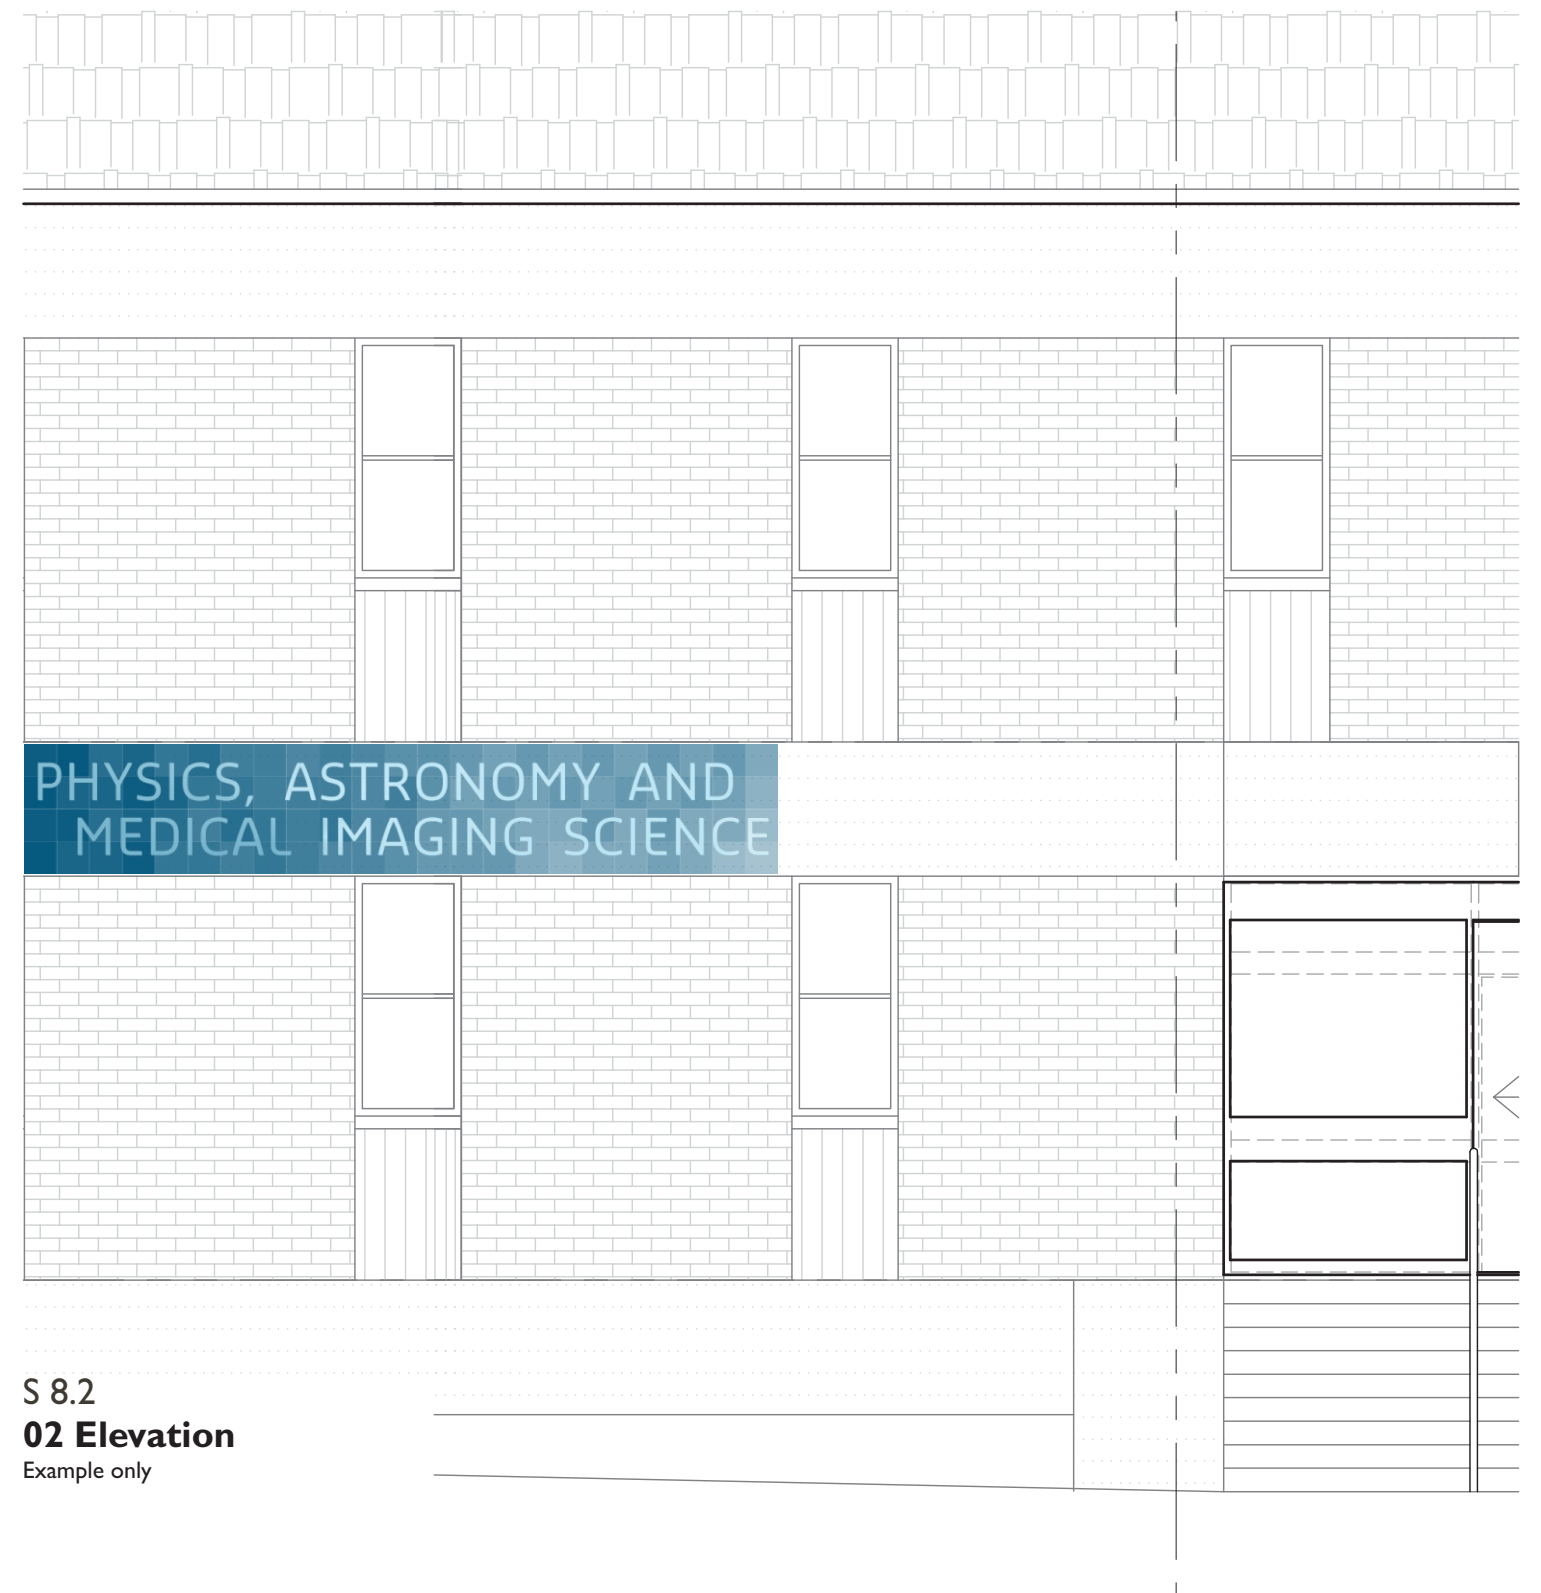 PHYSICS, ASTRONOMY AND
MEDICAL IMAGING SCIENCE
S 8.2
02 Elevation
Example only